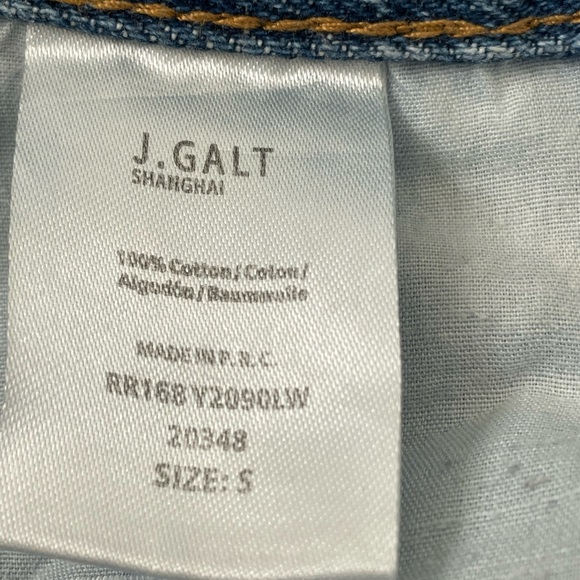 J.GALT
SHANGHAI
100% Cotton/Coton/
Algodón/Baumwolle
MADE IN P.R.C.
RR168 Y2090LW
20348
SIZE: S